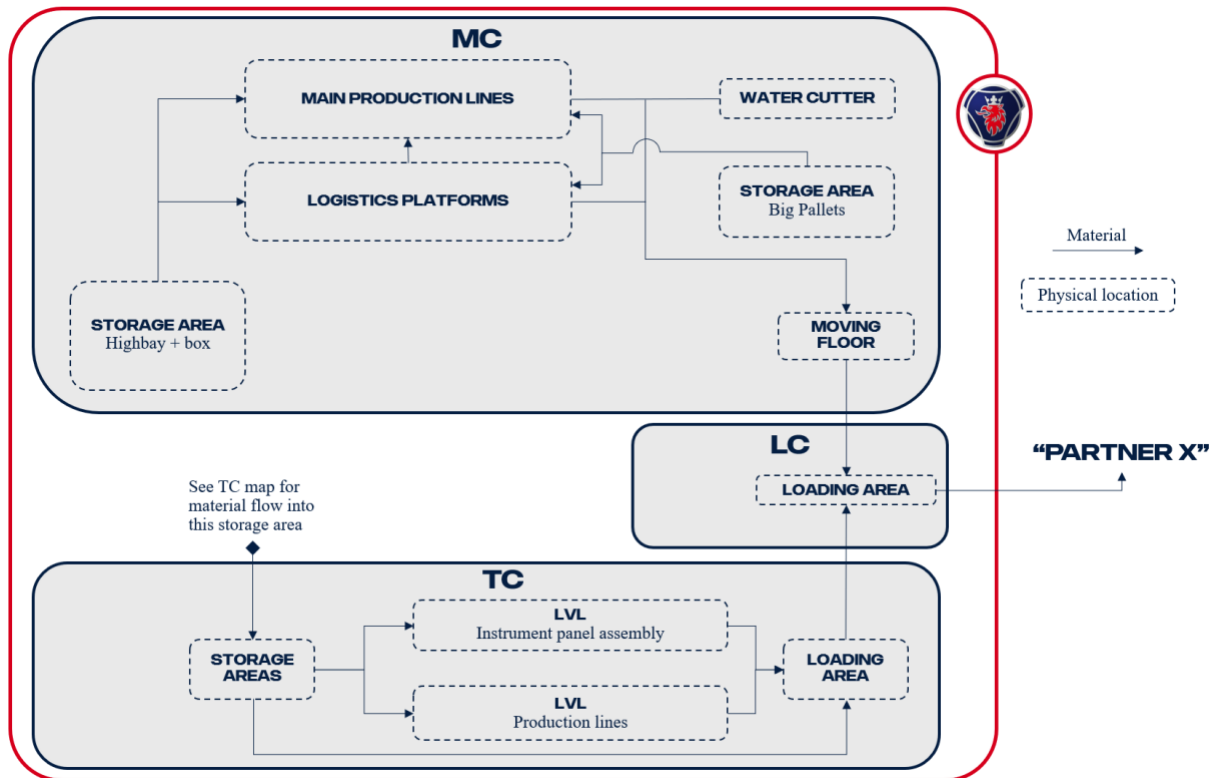 MC
MAIN PRODUCTION LINES
WATER CUTTER
LOGISTICS PLATFORMS
STORAGE AREA
Big Pallets
STORAGE AREA
Highbay + box
MOVING
FLOOR
Material
Physical location
LC
LOADING AREA
“PARTNER X”
See TC map for
material flow into
this storage area
TC
STORAGE
AREAS
LVL
Instrument panel assembly
LVL
Production lines
LOADING
AREA